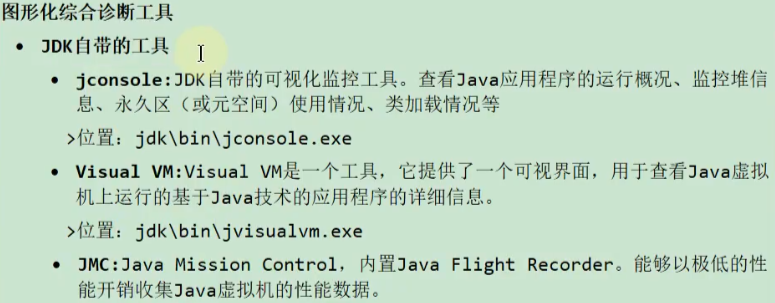 图形化综合诊断工具
• JDK自带的工具
• jconsole:JDK自带的可视化监控工具。查看Java应用程序的运行概况、监控堆信
息、永久区（或元空间）使用情况、类加载情况等
>位置：jdk\bin\jconsole.exe
• Visual VM:Visual VM是一个工具，它提供了一个可视界面，用于查看Java虚拟
机上运行的基于Java技术的应用程序的详细信息。
>位置：jdk\bin\jvisualvm.exe
• JMC:Java Mission Control，内置Java Flight Recorder。能够以极低的性
能开销收集Java虚拟机的性能数据。